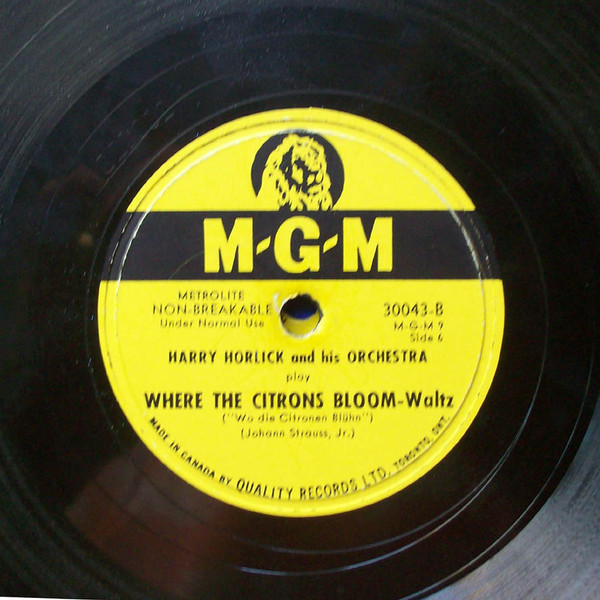 M-G-M
METROLITE
NON-BREAKABLE
Under Normal Use
30043-B
M-G-M 9
Side 6
HARRY HORLICK and his ORCHESTRA
play
WHERE THE CITRONS BLOOM-Waltz
("Wo die Citronen Blühn")
(Johann Strauss, Jr.)
MADE IN CANADA BY QUALITY RECORDS LTD. TORONTO, ONT.